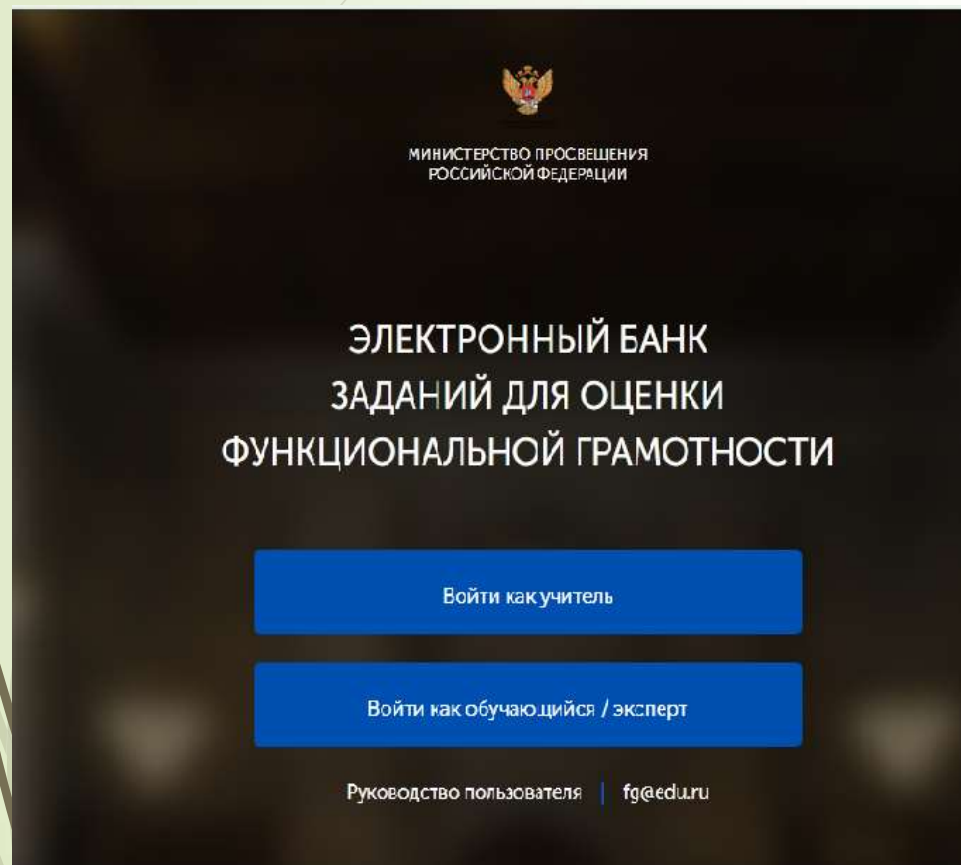 МИНИСТЕРСТВО ПРОСВЕЩЕНИЯ
РОССИЙСКОЙ ФЕДЕРАЦИИ
ЭЛЕКТРОННЫЙ БАНК
ЗАДАНИЙ ДЛЯ ОЦЕНКИ
ФУНКЦИОНАЛЬНОЙ ГРАМОТНОСТИ
Войти как учитель
Войти как обучающийся / эксперт
Руководство пользователя | fg@edu.ru